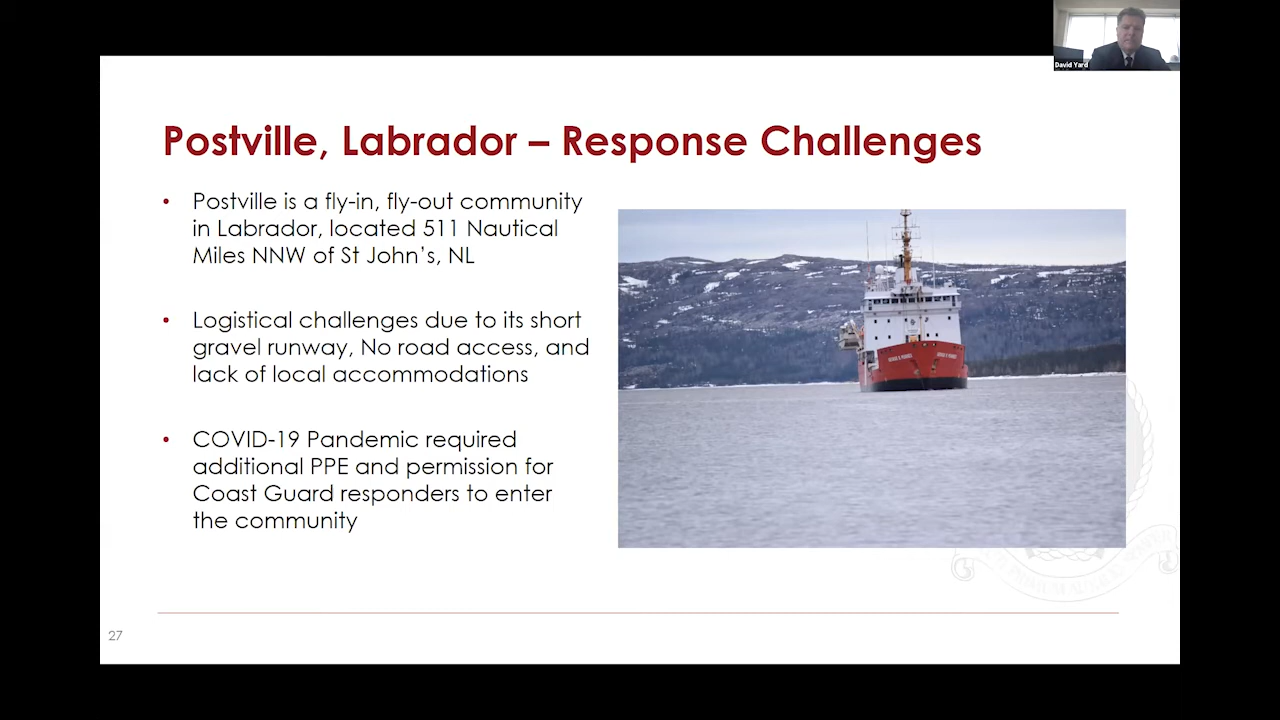 David Yard
Postville, Labrador – Response Challenges
• Postville is a fly-in, fly-out community
in Labrador, located 511 Nautical
Miles NNW of St John’s, NL
• Logistical challenges due to its short
gravel runway, No road access, and
lack of local accommodations
• COVID-19 Pandemic required
additional PPE and permission for
Coast Guard responders to enter
the community
27